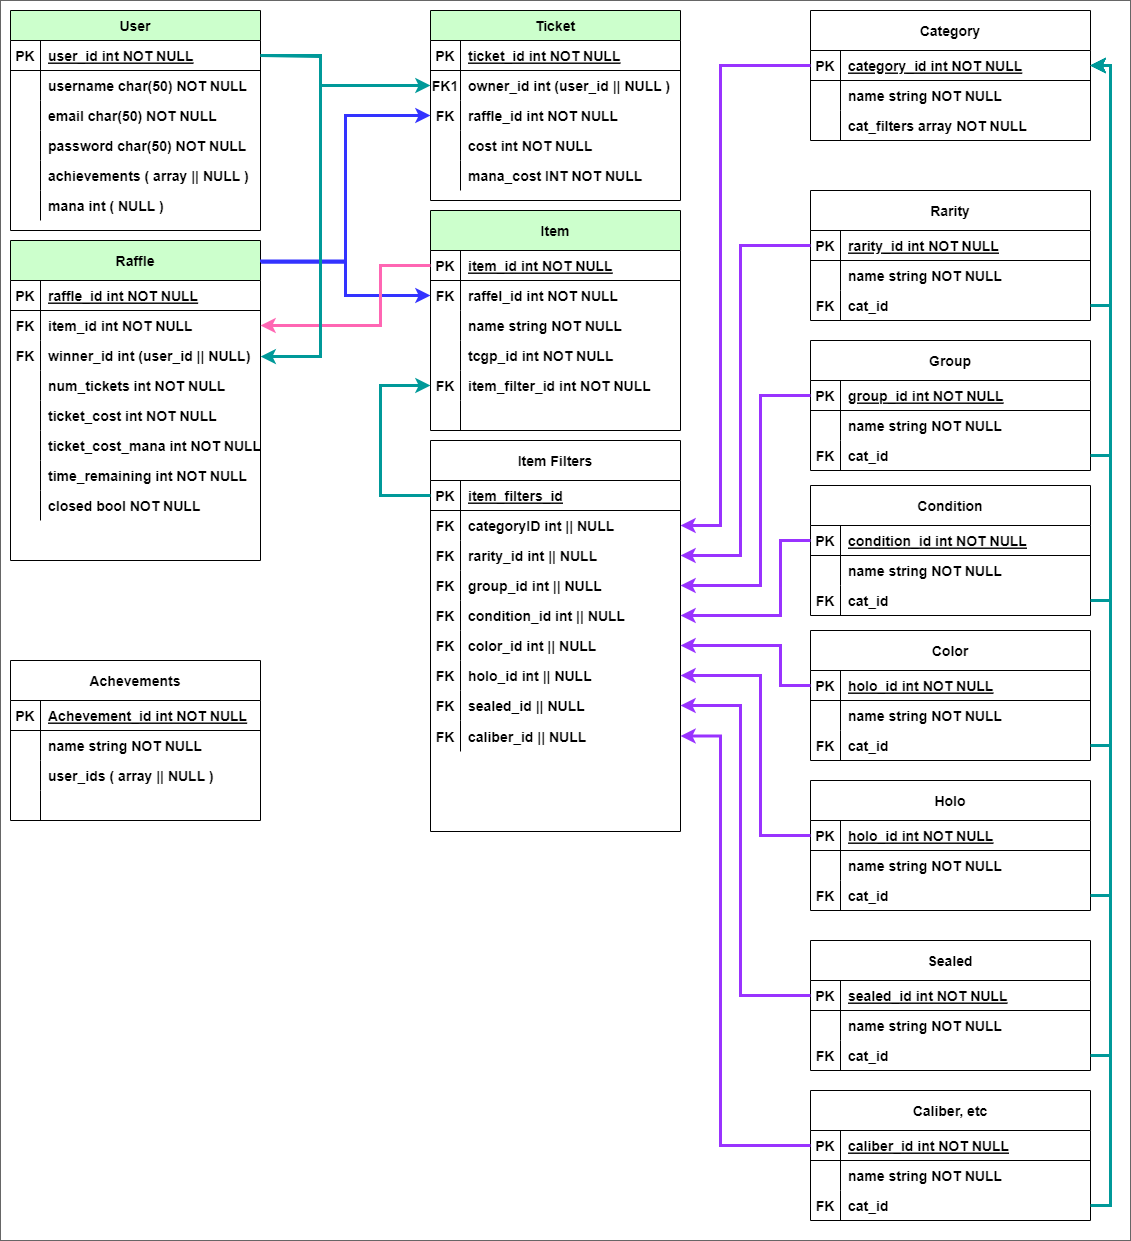 User
PK user_id int NOT NULL
username char(50) NOT NULL
email char(50) NOT NULL
password char(50) NOT NULL
achievements ( array || NULL )
mana int ( NULL )
Raffle
PK raffle_id int NOT NULL
FK item_id int NOT NULL
FK winner_id int (user_id || NULL)
num_tickets int NOT NULL
ticket_cost int NOT NULL
ticket_cost_mana int NOT NULL
time_remaining int NOT NULL
closed bool NOT NULL
Achevements
PK Achevement_id int NOT NULL
name string NOT NULL
user_ids ( array || NULL )
Ticket
PK ticket_id int NOT NULL
FK1 owner_id int (user_id || NULL )
FK raffle_id int NOT NULL
cost int NOT NULL
mana_cost INT NOT NULL
Item
PK item_id int NOT NULL
FK raffel_id int NOT NULL
name string NOT NULL
tcgp_id int NOT NULL
FK item_filter_id int NOT NULL
Item Filters
PK item_filters_id
FK categoryID int || NULL
FK rarity_id int || NULL
FK group_id int || NULL
FK condition_id int || NULL
FK color_id int || NULL
FK holo_id int || NULL
FK sealed_id || NULL
FK caliber_id || NULL
Category
PK category_id int NOT NULL
name string NOT NULL
cat_filters array NOT NULL
Rarity
PK rarity_id int NOT NULL
name string NOT NULL
FK cat_id
Group
PK group_id int NOT NULL
name string NOT NULL
FK cat_id
Condition
PK condition_id int NOT NULL
name string NOT NULL
FK cat_id
Color
PK holo_id int NOT NULL
name string NOT NULL
FK cat_id
Holo
PK holo_id int NOT NULL
name string NOT NULL
FK cat_id
Sealed
PK sealed_id int NOT NULL
name string NOT NULL
FK cat_id
Caliber, etc
PK caliber_id int NOT NULL
name string NOT NULL
FK cat_id